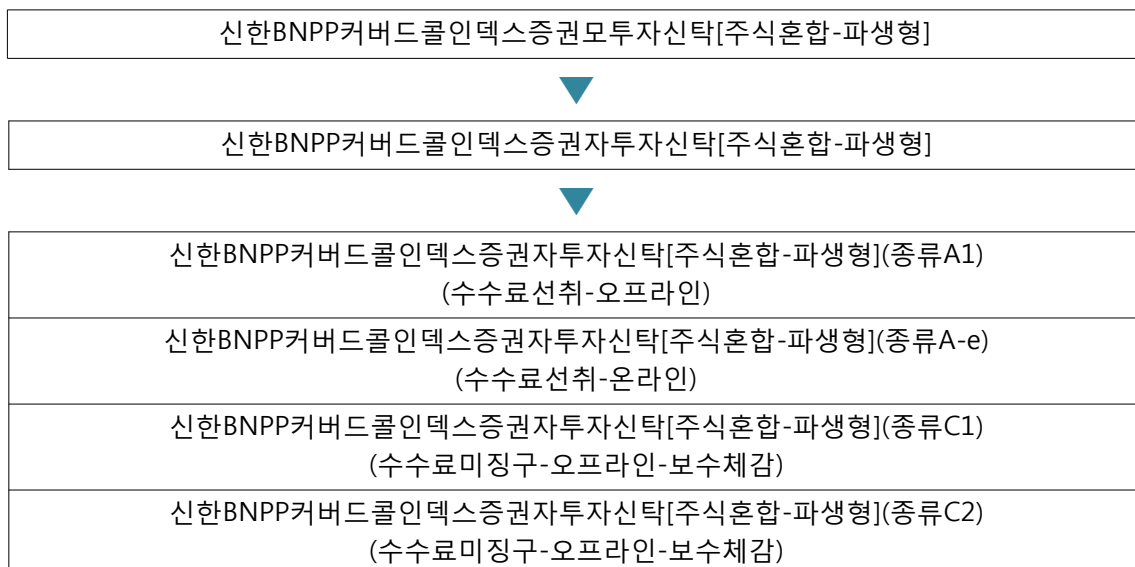 신한BNPP커버드콜인덱스증권모투자신탁[주식혼합-파생형]
신한BNPP커버드콜인덱스증권자투자신탁[주식혼합-파생형]
신한BNPP커버드콜인덱스증권자투자신탁[주식혼합-파생형](종류A1)
(수수료선취-오프라인)
신한BNPP커버드콜인덱스증권자투자신탁[주식혼합-파생형](종류A-e)
(수수료선취-온라인)
신한BNPP커버드콜인덱스증권자투자신탁[주식혼합-파생형](종류C1)
(수수료미징구-오프라인-보수체감)
신한BNPP커버드콜인덱스증권자투자신탁[주식혼합-파생형](종류C2)
(수수료미징구-오프라인-보수체감)